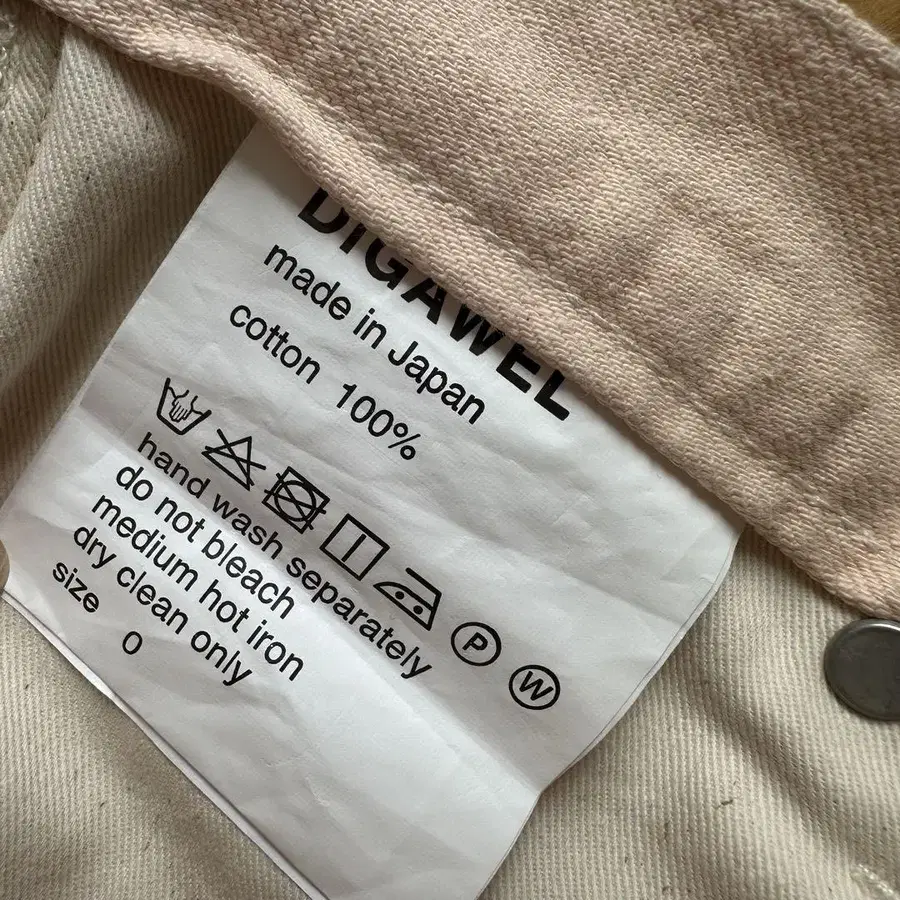 DIGAWEL
made in Japan
cotton 100%
P W
hand wash separately
do not bleach
medium hot iron
dry clean only
size
0